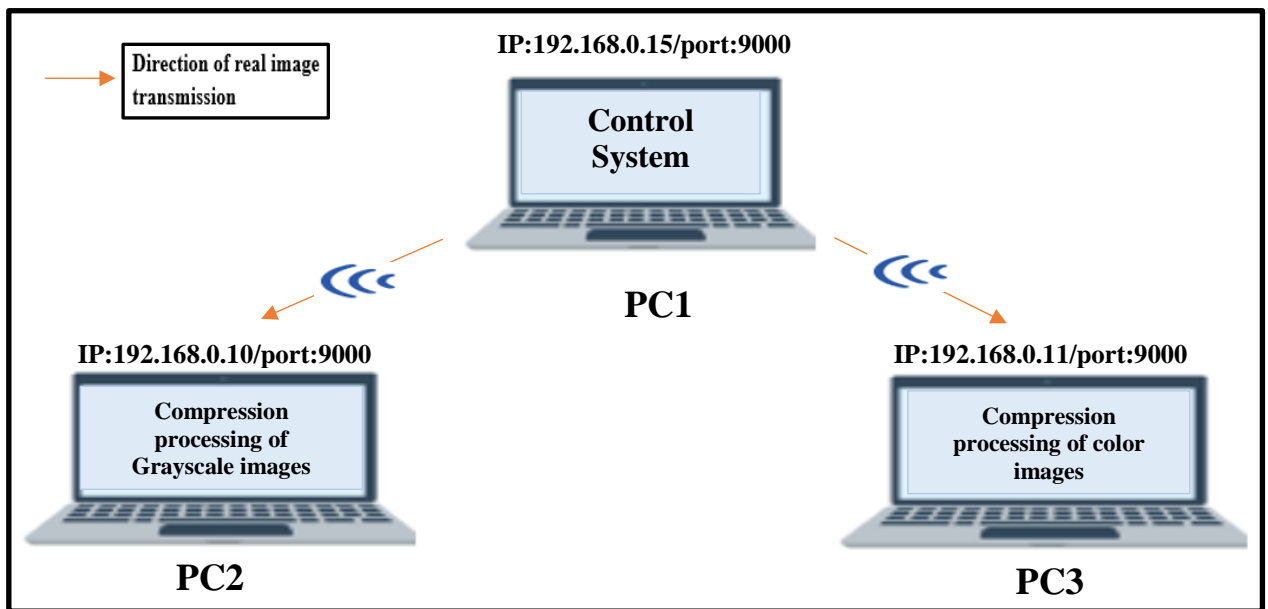 IP:192.168.0.15/port:9000
Direction of real image
transmission
Control
System
PC1
IP:192.168.0.10/port:9000
Compression
processing of
Grayscale images
PC2
IP:192.168.0.11/port:9000
Compression
processing of color
images
PC3